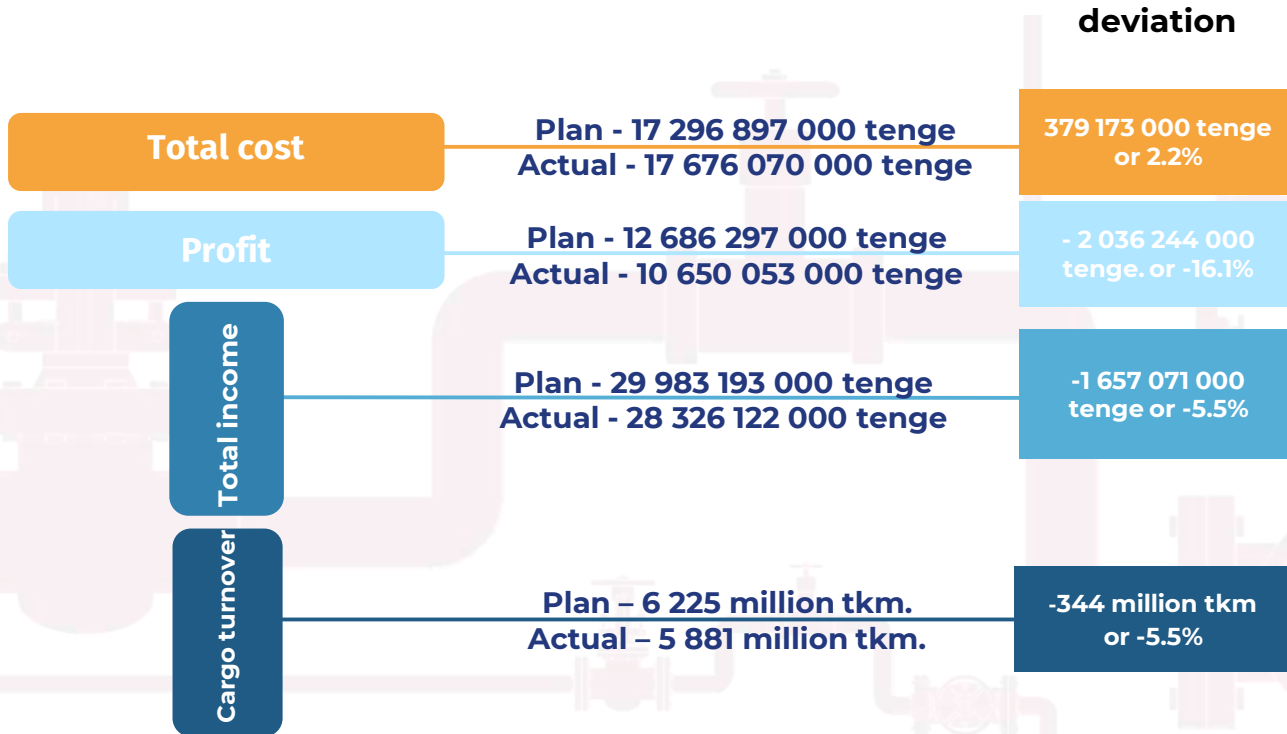 deviation
Total cost
Plan - 17 296 897 000 tenge
Actual - 17 676 070 000 tenge
379 173 000 tenge
or 2.2%
Profit
Plan - 12 686 297 000 tenge
Actual - 10 650 053 000 tenge
- 2 036 244 000
tenge. or -16.1%
Total income
Plan - 29 983 193 000 tenge
Actual - 28 326 122 000 tenge
-1 657 071 000
tenge or -5.5%
Cargo turnover
Plan – 6 225 million tkm.
Actual – 5 881 million tkm.
-344 million tkm
or -5.5%